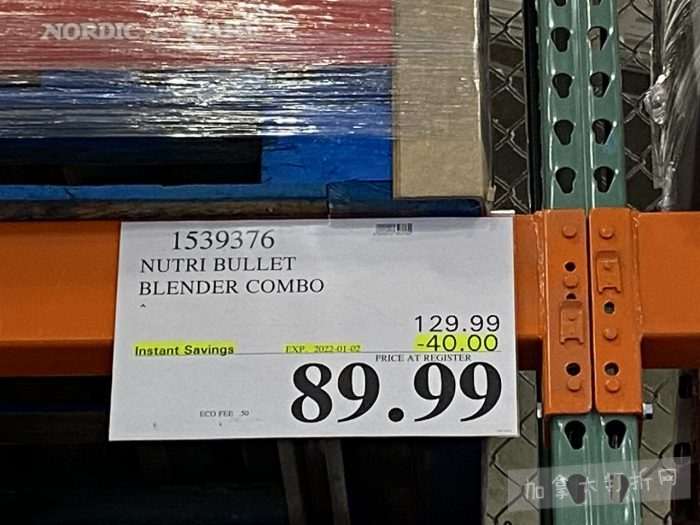 NORDIC
1539376
NUTRI BULLET
BLENDER COMBO
129.99
Instant Savings EXP. 2022-01-02 -40.00
PRICE AT REGISTER
89.99
ECO FEE .50
加拿大打折网